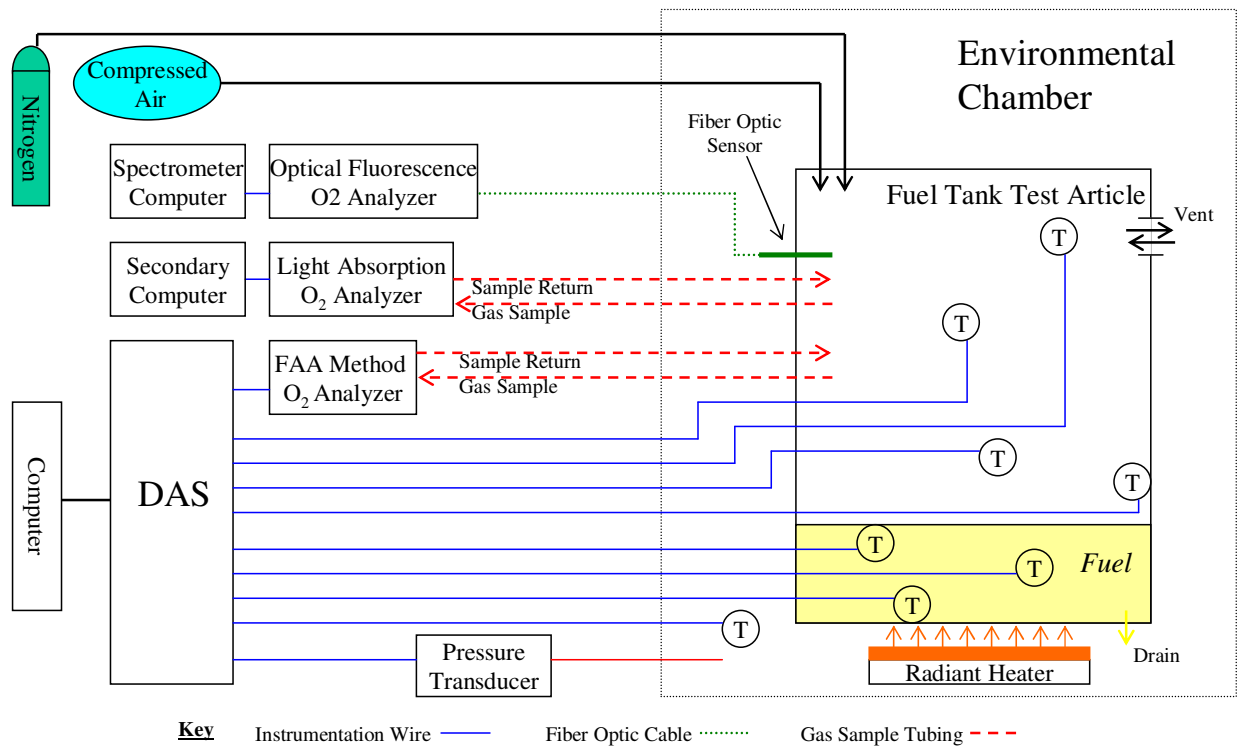 Environmental
Chamber
Compressed
Air
Nitrogen
Fiber Optic
Sensor
Spectrometer
Computer
Optical Fluorescence
O2 Analyzer
Fuel Tank Test Article
Vent
T
Secondary
Computer
Light Absorption
O₂ Analyzer
Sample Return
Gas Sample
T
FAA Method
O₂ Analyzer
Sample Return
Gas Sample
Computer
DAS
T
T
T
T
Fuel
T
T
Pressure
Transducer
Radiant Heater
Drain
Key
Instrumentation Wire
Fiber Optic Cable
Gas Sample Tubing